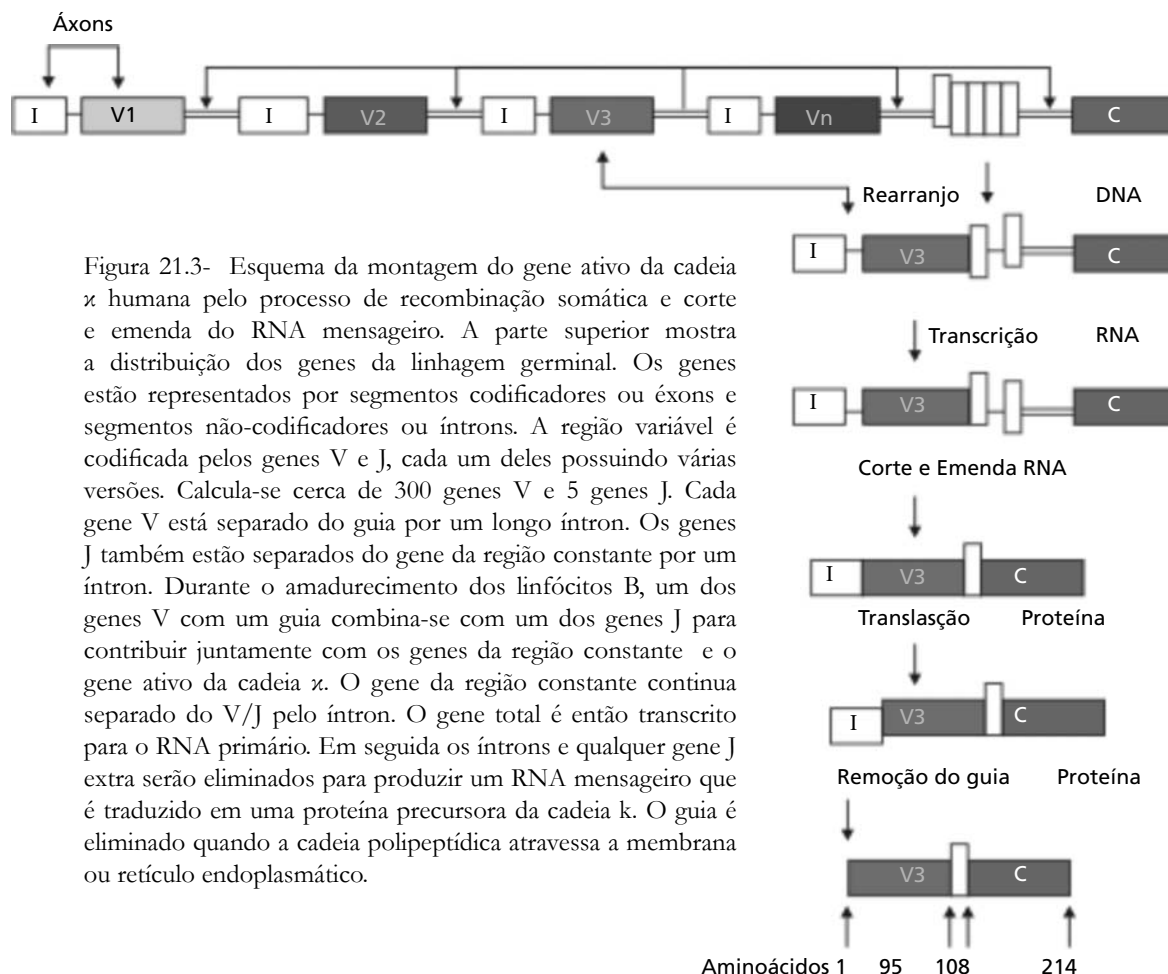 Áxons
I V1 I V2 I V3 I Vn C
Rearranjo DNA
I V3 C
Transcrição RNA
I V3 C
Corte e Emenda RNA
I V3 C
Translasção Proteína
I V3 C
Remoção do guia Proteína
V3 C
Aminoácidos 1 95 108 214
Figura 21.3- Esquema da montagem do gene ativo da cadeia
ϰ humana pelo processo de recombinação somática e corte
e emenda do RNA mensageiro. A parte superior mostra
a distribuição dos genes da linhagem germinal. Os genes
estão representados por segmentos codificadores ou éxons e
segmentos não-codificadores ou íntrons. A região variável é
codificada pelos genes V e J, cada um deles possuindo várias
versões. Calcula-se cerca de 300 genes V e 5 genes J. Cada
gene V está separado do guia por um longo íntron. Os genes
J também estão separados do gene da região constante por um
íntron. Durante o amadurecimento dos linfócitos B, um dos
genes V com um guia combina-se com um dos genes J para
contribuir juntamente com os genes da região constante e o
gene ativo da cadeia ϰ. O gene da região constante continua
separado do V/J pelo íntron. O gene total é então transcrito
para o RNA primário. Em seguida os íntrons e qualquer gene J
extra serão eliminados para produzir um RNA mensageiro que
é traduzido em uma proteína precursora da cadeia k. O guia é
eliminado quando a cadeia polipeptídica atravessa a membrana
ou retículo endoplasmático.